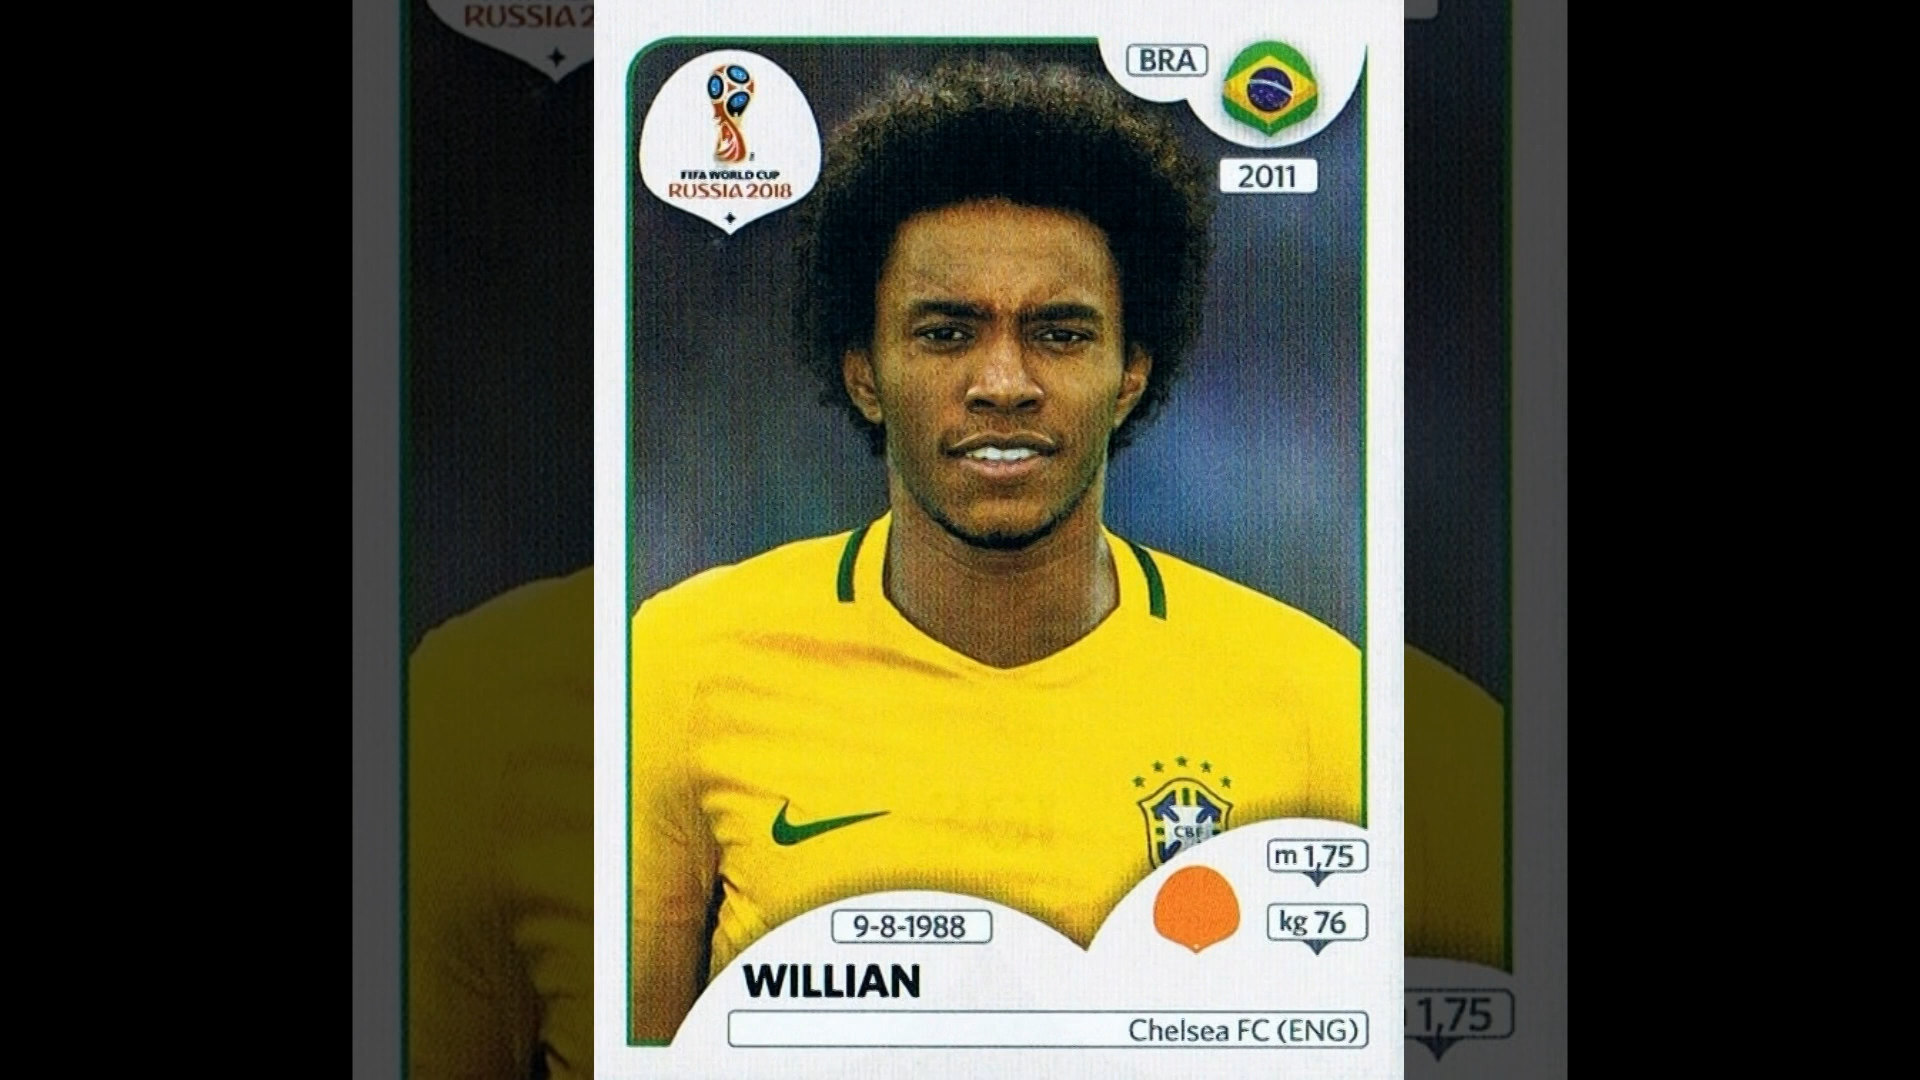 RUSSIA 2
BRA
FIFA WORLD CUP
RUSSIA 2018
2011
CBF
m 1,75
kg 76
9-8-1988
WILLIAN
Chelsea FC (ENG)
1,75